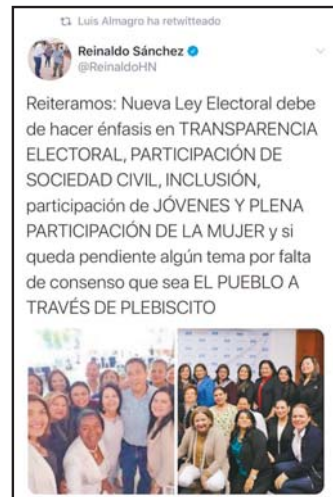 Luis Almagro ha retwitteado
Reinaldo Sánchez
@ReinaldoHN
Reiteramos: Nueva Ley Electoral debe
de hacer énfasis en TRANSPARENCIA
ELECTORAL, PARTICIPACIÓN DE
SOCIEDAD CIVIL, INCLUSIÓN,
participación de JÓVENES Y PLENA
PARTICIPACIÓN DE LA MUJER y si
queda pendiente algún tema por falta
de consenso que sea EL PUEBLO A
TRAVÉS DE PLEBISCITO